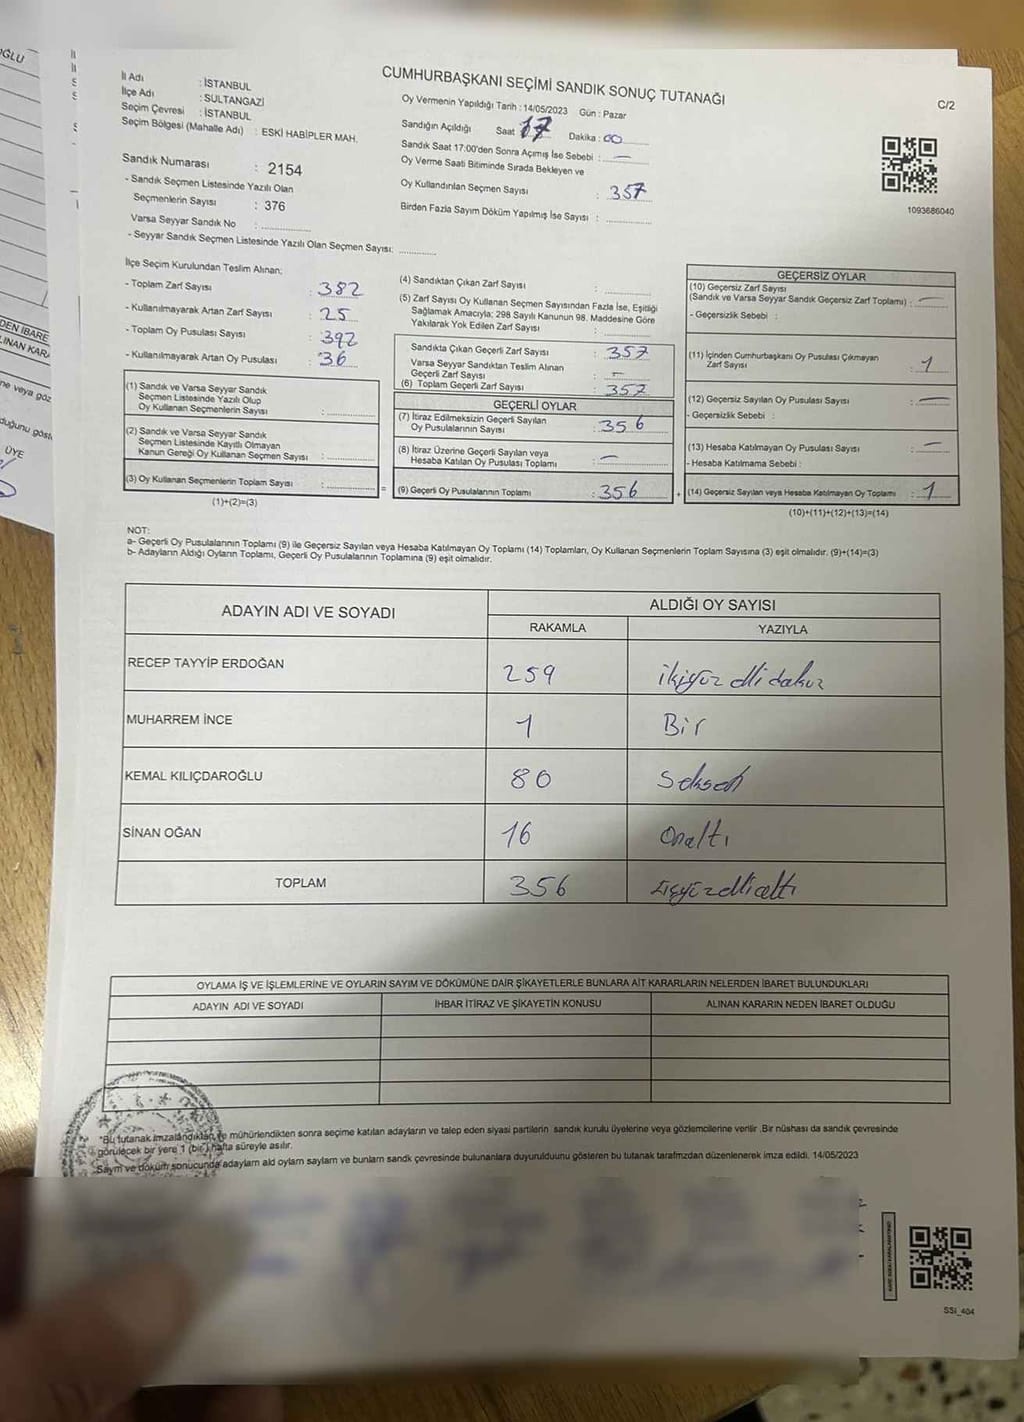 OĞLU
CUMHURBAŞKANI SEÇİMİ SANDIK SONUÇ TUTANAĞI
C/2
İl Adı : İSTANBUL
İlçe Adı : SULTANGAZİ
Seçim Çevresi : İSTANBUL
Seçim Bölgesi (Mahalle Adı) : ESKİ HABİPLER MAH.
Sandık Numarası : 2154
- Sandık Seçmen Listesinde Yazılı Olan
Seçmenlerin Sayısı : 376
Varsa Seyyar Sandık No :
- Seyyar Sandık Seçmen Listesinde Yazılı Olan Seçmen Sayısı:
Oy Vermenin Yapıldığı Tarih : 14/05/2023 Gün : Pazar
Sandığın Açıldığı Saat 17 Dakika : 00
Sandık Saat 17:00'den Sonra Açımış İse Sebebi : —
Oy Verme Saati Bitiminde Sırada Bekleyen ve
Oy Kullandırılan Seçmen Sayısı : 357
Birden Fazla Sayım Döküm Yapılmış İse Sayısı :
1093686040
İlçe Seçim Kurulundan Teslim Alınan;
- Toplam Zarf Sayısı : 382
- Kullanılmayarak Artan Zarf Sayısı : 25
- Toplam Oy Pusulası Sayısı : 392
- Kullanılmayarak Artan Oy Pusulası : 36
(1) Sandık ve Varsa Seyyar Sandık
Seçmen Listesinde Yazılı Olup
Oy Kullanan Seçmenlerin Sayısı :
(2) Sandık ve Varsa Seyyar Sandık
Seçmen Listesinde Kayıtlı Olmayan
Kanun Gereği Oy Kullanan Seçmen Sayısı :
(3) Oy Kullanan Seçmenlerin Toplam Sayısı : =
(1)+(2)=(3)
(4) Sandıktan Çıkan Zarf Sayısı :
(5) Zarf Sayısı Oy Kullanan Seçmen Sayısından Fazla İse, Eşitliği
Sağlamak Amacıyla; 298 Sayılı Kanunun 98. Maddesine Göre
Yakılarak Yok Edilen Zarf Sayısı :
Sandıkta Çıkan Geçerli Zarf Sayısı : 357
Varsa Seyyar Sandıktan Teslim Alınan
Geçerli Zarf Sayısı : —
(6) Toplam Geçerli Zarf Sayısı : 357
GEÇERLİ OYLAR
(7) İtiraz Edilmeksizin Geçerli Sayılan
Oy Pusulalarının Sayısı : 356
(8) İtiraz Üzerine Geçerli Sayılan veya
Hesaba Katılan Oy Pusulası Toplamı : —
(9) Geçerli Oy Pusulalarının Toplamı : 356 +
GEÇERSİZ OYLAR
(10) Geçersiz Zarf Sayısı
(Sandık ve Varsa Seyyar Sandık Geçersiz Zarf Toplamı) : —
- Geçersizlik Sebebi :
(11) İçinden Cumhurbaşkanı Oy Pusulası Çıkmayan
Zarf Sayısı : 1
(12) Geçersiz Sayılan Oy Pusulası Sayısı : —
- Geçersizlik Sebebi :
(13) Hesaba Katılmayan Oy Pusulası Sayısı : —
- Hesaba Katılmama Sebebi :
(14) Geçersiz Sayılan veya Hesaba Katılmayan Oy Toplamı : 1
(10)+(11)+(12)+(13)=(14)
NOT:
a- Geçerli Oy Pusulalarının Toplamı (9) ile Geçersiz Sayılan veya Hesaba Katılmayan Oy Toplamı (14) Toplamları, Oy Kullanan Seçmenlerin Toplam Sayısına (3) eşit olmalıdır. (9)+(14)=(3)
b- Adayların Aldığı Oyların Toplamı, Geçerli Oy Pusulalarının Toplamına (9) eşit olmalıdır.
ADAYIN ADI VE SOYADI ALDIĞI OY SAYISI
RAKAMLA YAZIYLA
RECEP TAYYİP ERDOĞAN 259 ikiyüz elli dokuz
MUHARREM İNCE 1 Bir
KEMAL KILIÇDAROĞLU 80 Seksen
SİNAN OĞAN 16 Onaltı
TOPLAM 356 üçyüzellialtı
OYLAMA İŞ VE İŞLEMLERİNE VE OYLARIN SAYIM VE DÖKÜMÜNE DAİR ŞİKAYETLERLE BUNLARA AİT KARARLARIN NELERDEN İBARET BULUNDUKLARI
ADAYIN ADI VE SOYADI İHBAR İTİRAZ VE ŞİKAYETİN KONUSU ALINAN KARARIN NEDEN İBARET OLDUĞU
*Bu tutanak imzalandıktan ve mühürlendikten sonra seçime katılan adayların ve talep eden siyasi partilerin sandık kurulu üyelerine veya gözlemcilerine verilir .Bir nüshası da sandık çevresinde
görülecek bir yere 1 (bir) hafta süreyle asılır.
Sayım ve döküm sonucunda adayların aldı oyların sayları ve bunların sandk çevresinde bulunanlara duyurulduunu gösteren bu tutanak tarafmzdan düzenlenerek imza edildi. 14/05/2023
SSİ_404
DEN İBARE
LINAN KAR
ne veya göz
duğunu göst
ÜYE